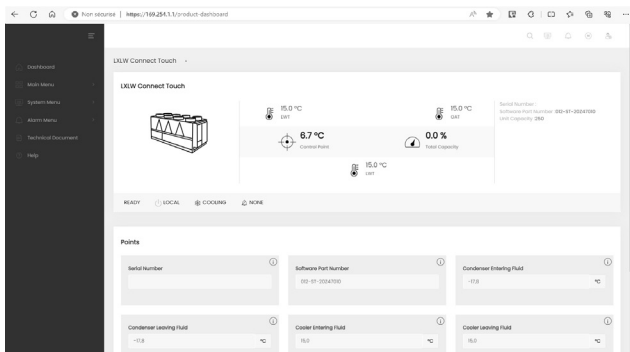 Non sécurisé | https://169.254.1.1/product-dashboard
LXLW Connect Touch
Dashboard
Main Menu
System Menu
Alarm Menu
Technical Document
Help
LXLW Connect Touch
15.0 °C
EWT
15.0 °C
OAT
6.7 °C
Control Point
0.0 %
Total Capacity
15.0 °C
LWT
Serial Number :
Software Part Number 012-ST-20247010
Unit Capacity 250
READY LOCAL COOLING NONE
Points
Serial Number
Software Part Number
012-ST-20247010
Condenser Entering Fluid
-17.8 °C
Condenser Leaving Fluid
-17.8 °C
Cooler Entering Fluid
15.0 °C
Cooler Leaving Fluid
15.0 °C